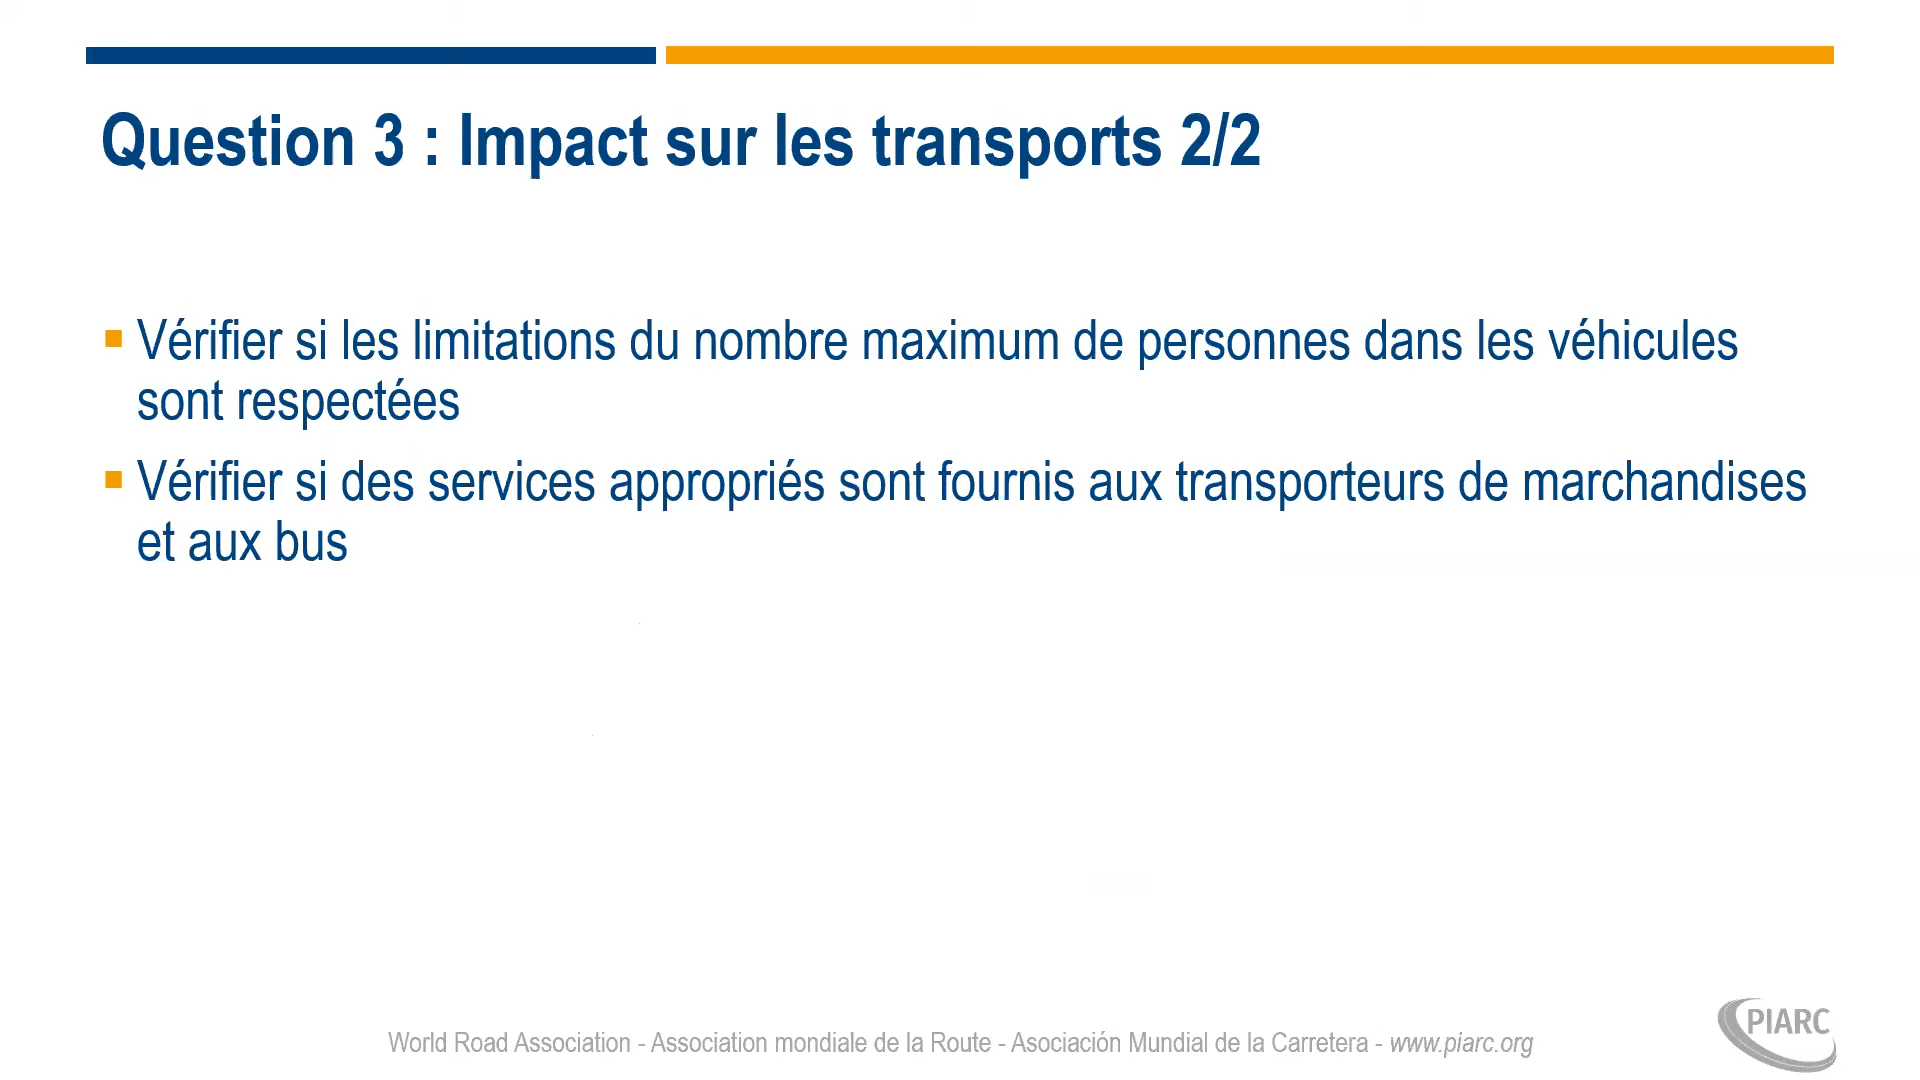 Question 3 : Impact sur les transports 2/2
▪ Vérifier si les limitations du nombre maximum de personnes dans les véhicules
sont respectées
▪ Vérifier si des services appropriés sont fournis aux transporteurs de marchandises
et aux bus
World Road Association - Association mondiale de la Route - Asociación Mundial de la Carretera - www.piarc.org
PIARC